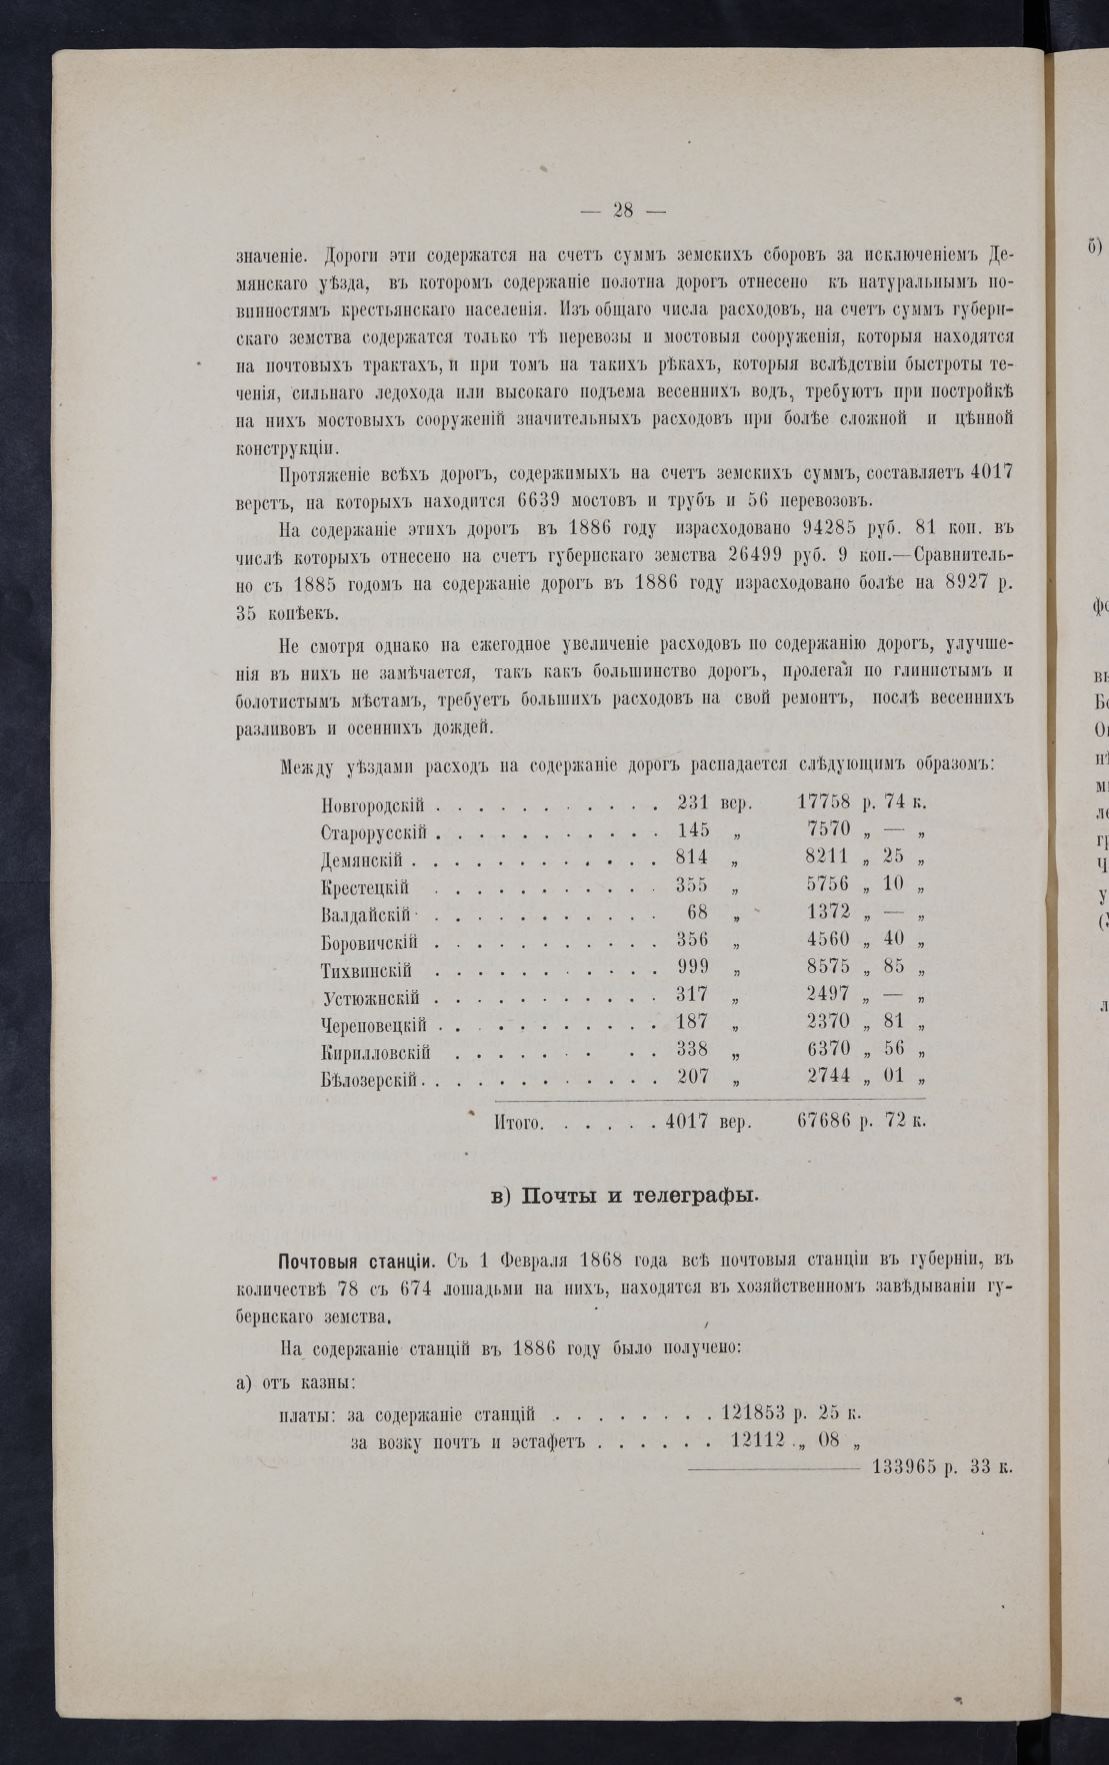 — 28 —
значеніе. Дороги эти содержатся на счетъ суммъ земскихъ сборовъ за исключеніемъ Де-
мянскаго уѣзда, въ которомъ содержаніе полотна дорогъ отнесено къ натуральнымъ по-
винностямъ крестьянскаго населенія. Изъ общаго числа расходовъ, на счетъ суммъ губерн-
скаго земства содержатся только тѣ перевозы и мостовыя сооруженія, которыя находятся
на почтовыхъ трактахъ, и при томъ на такихъ рѣкахъ, которыя вслѣдствіи быстроты те-
ченія, сильнаго ледохода или высокаго подъема весеннихъ водъ, требуютъ при постройкѣ
на нихъ мостовыхъ сооруженій значительныхъ расходовъ при болѣе сложной и цѣнной
конструкціи.
Протяженіе всѣхъ дорогъ, содержимыхъ на счетъ земскихъ суммъ, составляетъ 4017
верстъ, на которыхъ находится 6639 мостовъ и трубъ и 56 перевозовъ.
На содержаніе этихъ дорогъ въ 1886 году израсходовано 94285 руб. 81 коп. въ
числѣ которыхъ отнесено на счетъ губернскаго земства 26499 руб. 9 коп.—Сравнитель-
но съ 1885 годомъ на содержаніе дорогъ въ 1886 году израсходовано болѣе на 8927 р.
35 копѣекъ.
Не смотря однако на ежегодное увеличеніе расходовъ по содержанію дорогъ, улучше-
нія въ нихъ не замѣчается, такъ какъ большинство дорогъ, пролегая по глинистымъ и
болотистымъ мѣстамъ, требуетъ большихъ расходовъ на свой ремонтъ, послѣ весеннихъ
разливовъ и осеннихъ дождей.
Между уѣздами расходъ на содержаніе дорогъ распадается слѣдующимъ образомъ:
Новгородскій . . . . . . . . . . . 231 вер. 17758 р. 74 к.
Старорусскій . . . . . . . . . . . 145 „ 7570 „ — „
Демянскій . . . . . . . . . . . . 814 „ 8211 „ 25 „
Крестецкій . . . . . . . . . . . 355 „ 5756 „ 10 „
Валдайскій . . . . . . . . . . . 68 „ 1372 „ — „
Боровичскій . . . . . . . . . . . 356 „ 4560 „ 40 „
Тихвинскій . . . . . . . . . . . 999 „ 8575 „ 85 „
Устюжнскій . . . . . . . . . . . 317 „ 2497 „ — „
Череповецкій . . . . . . . . . . . 187 „ 2370 „ 81 „
Кирилловскій . . . . . . . . . 338 „ 6370 „ 56 „
Бѣлозерскій . . . . . . . . . . . . 207 „ 2744 „ 01 „
Итого. . . . . . 4017 вер. 67686 р. 72 к.
в) Почты и телеграфы.
Почтовыя станціи. Съ 1 Февраля 1868 года всѣ почтовыя станціи въ губерніи, въ
количествѣ 78 съ 674 лошадьми на нихъ, находятся въ хозяйственномъ завѣдываніи гу-
бернскаго земства.
На содержаніе станцій въ 1886 году было получено:
а) отъ казны:
платы: за содержаніе станцій . . . . . . . . 121853 р. 25 к.
за возку почтъ и эстафетъ . . . . . . 12112 „ 08 „
133965 р. 33 к.
б)